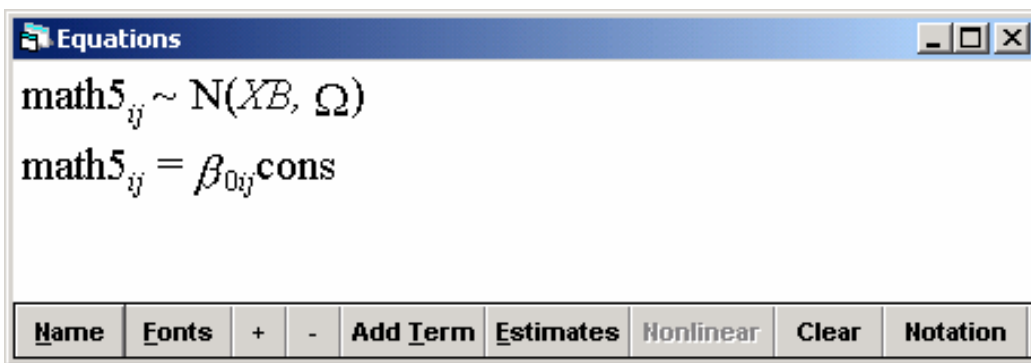 Equations
math5ij ~ N(XB, Ω)
math5ij = β0ijcons
Name Fonts + - Add Term Estimates Nonlinear Clear Notation